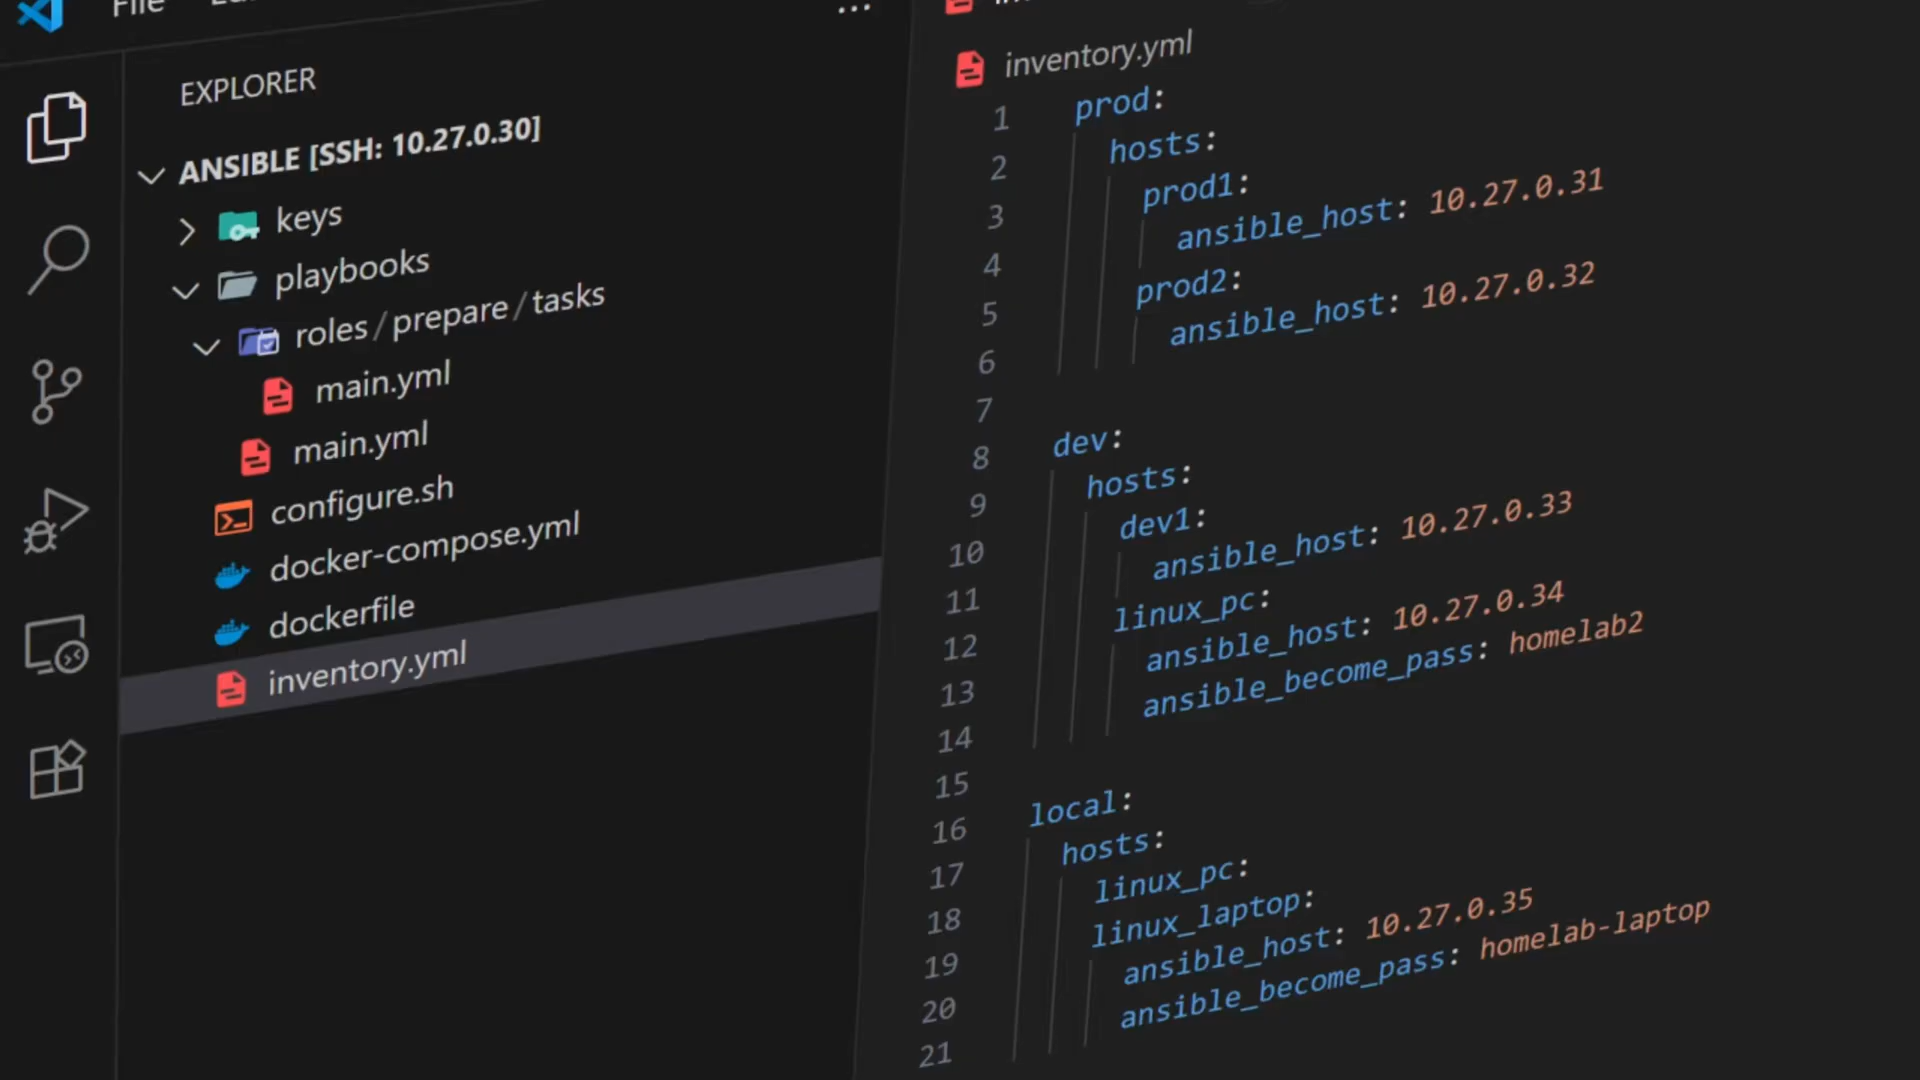 File
EXPLORER
ANSIBLE [SSH: 10.27.0.30]
keys
playbooks
roles/prepare/tasks
main.yml
main.yml
configure.sh
docker-compose.yml
dockerfile
inventory.yml
inventory.yml
1 prod:
2 hosts:
3 prod1:
4 ansible_host: 10.27.0.31
5 prod2:
6 ansible_host: 10.27.0.32
7
8 dev:
9 hosts:
10 dev1:
11 ansible_host: 10.27.0.33
12 linux_pc:
13 ansible_host: 10.27.0.34
14 ansible_become_pass: homelab2
15
16 local:
17 hosts:
18 linux_pc:
19 linux_laptop:
20 ansible_host: 10.27.0.35
21 ansible_become_pass: homelab-laptop